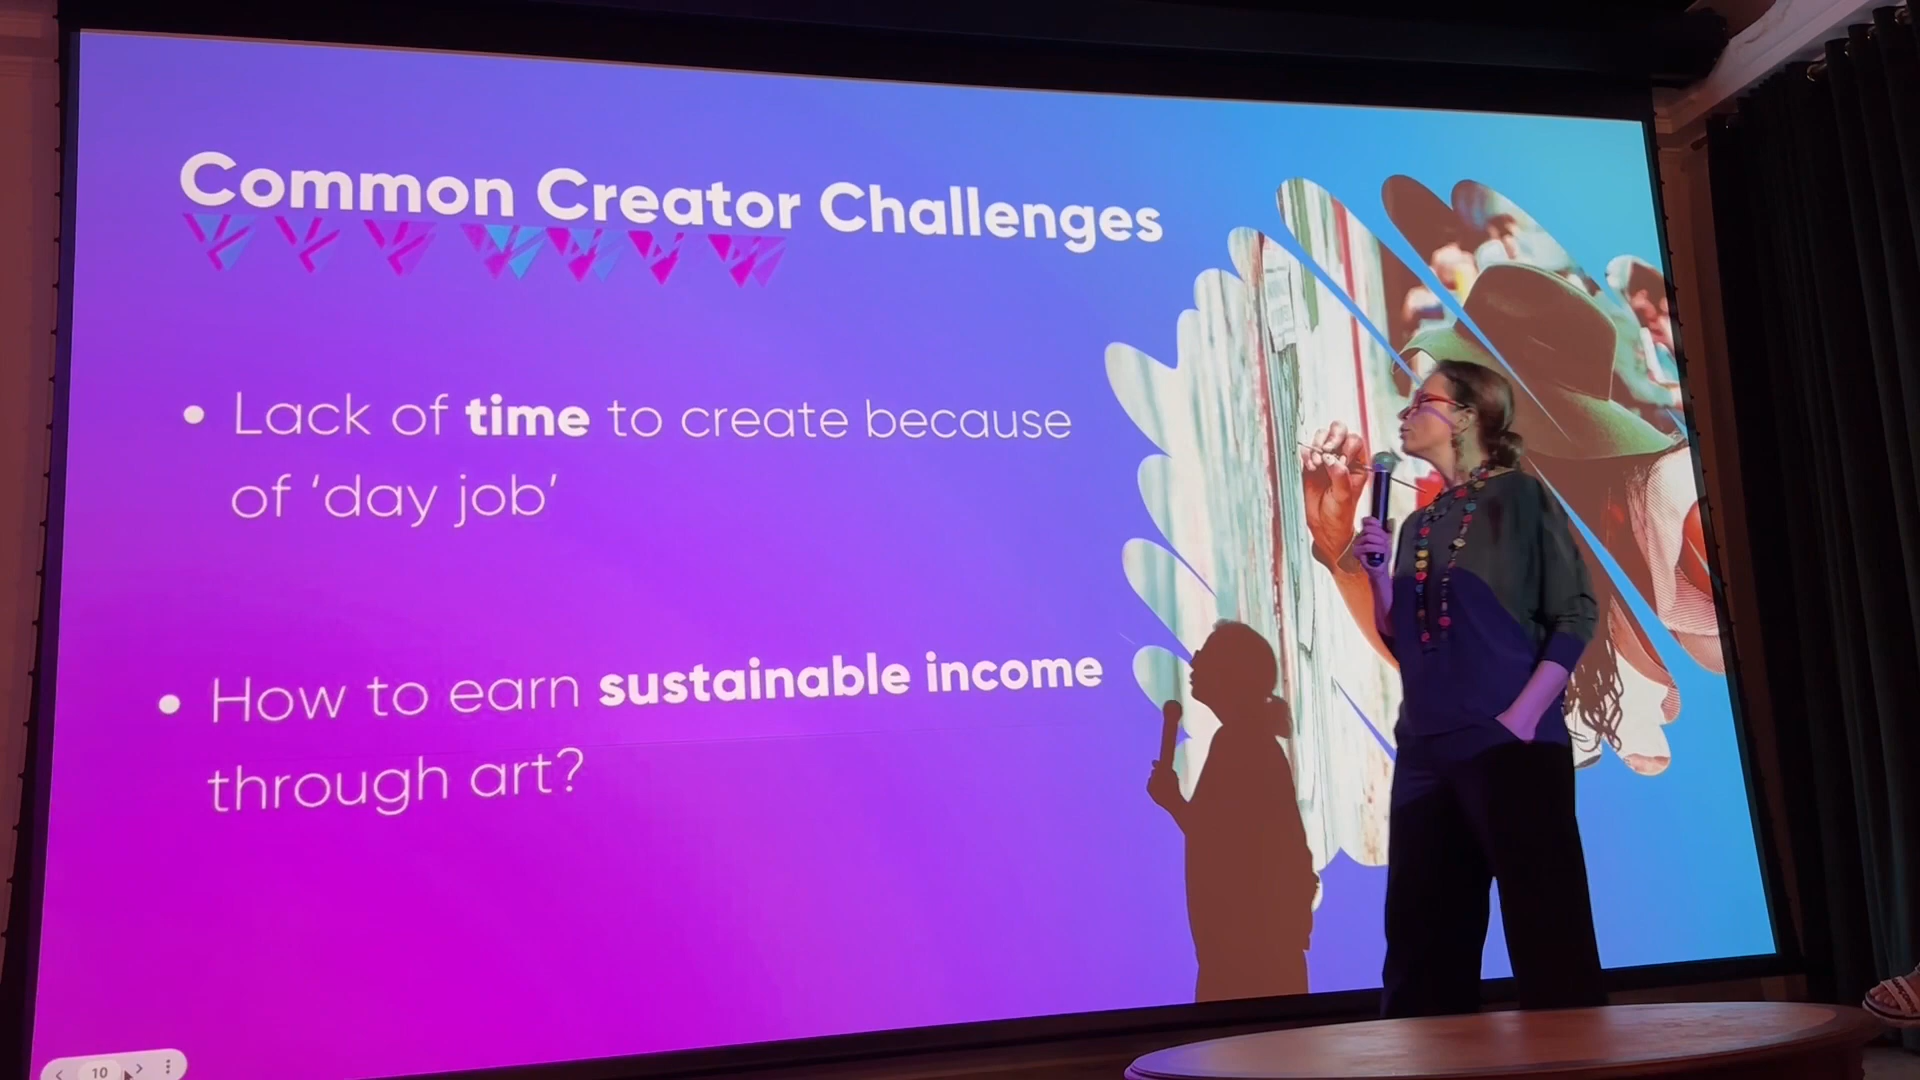 Common Creator Challenges
• Lack of time to create because
of ‘day job’
• How to earn sustainable income
through art?
10